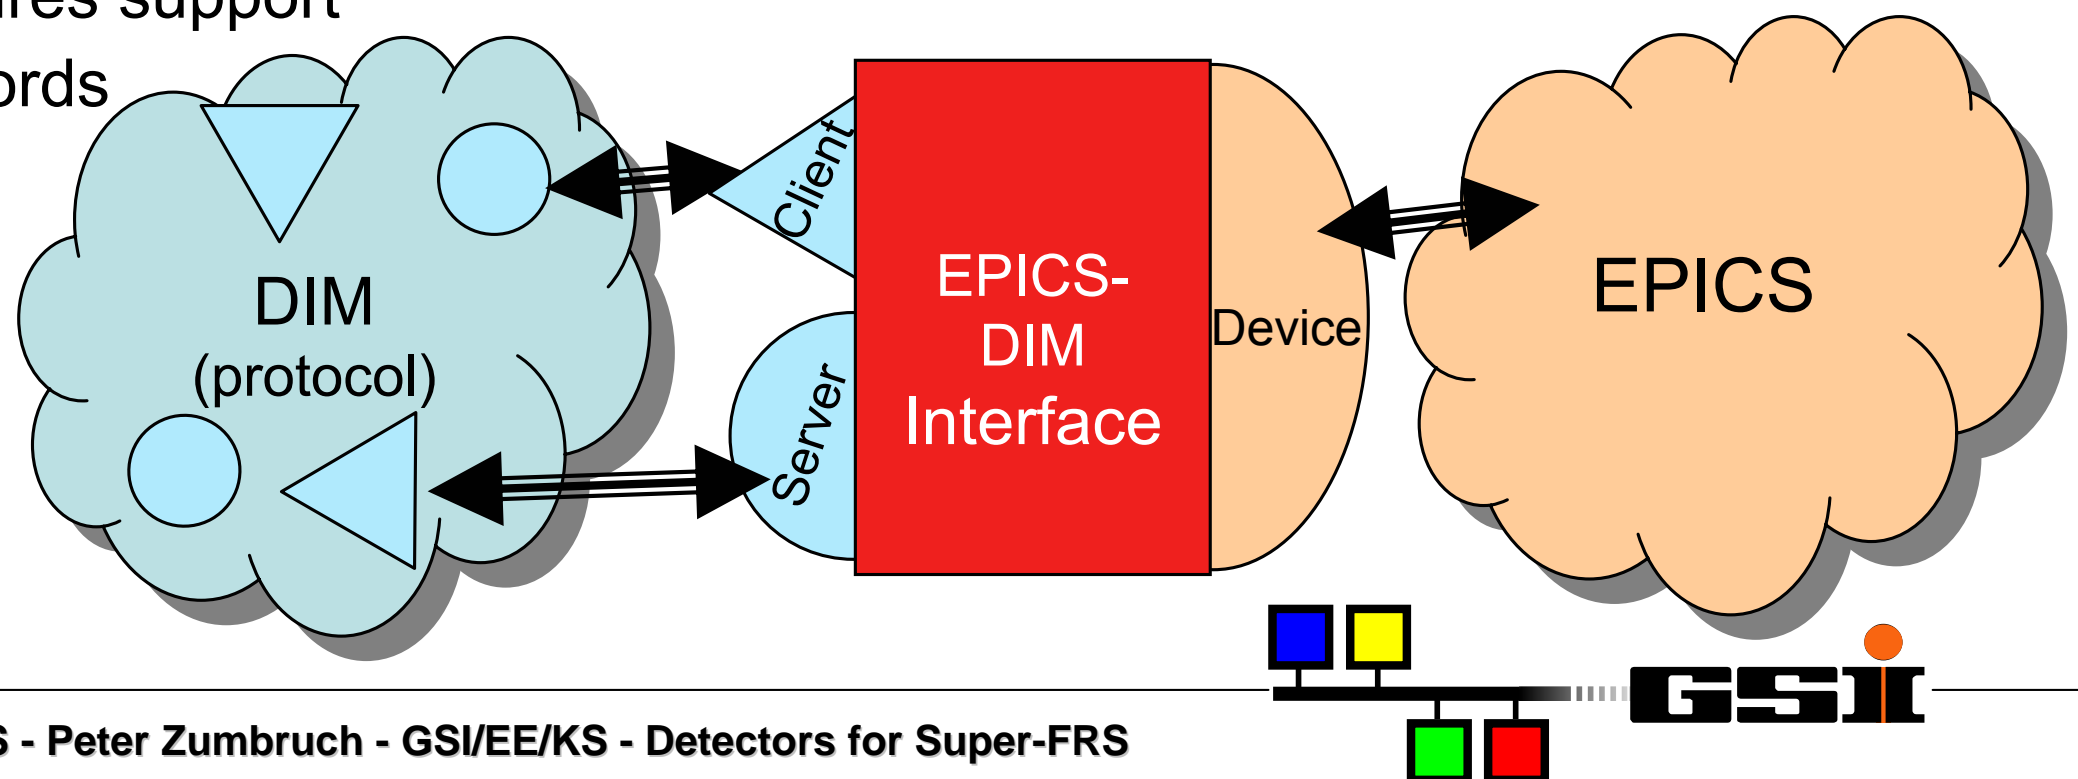 support
DIM
(protocol)
Client
Server
EPICS-
DIM
Interface
Device
EPICS
GSI
- Peter Zumbruch - GSI/EE/KS - Detectors for Super-FRS